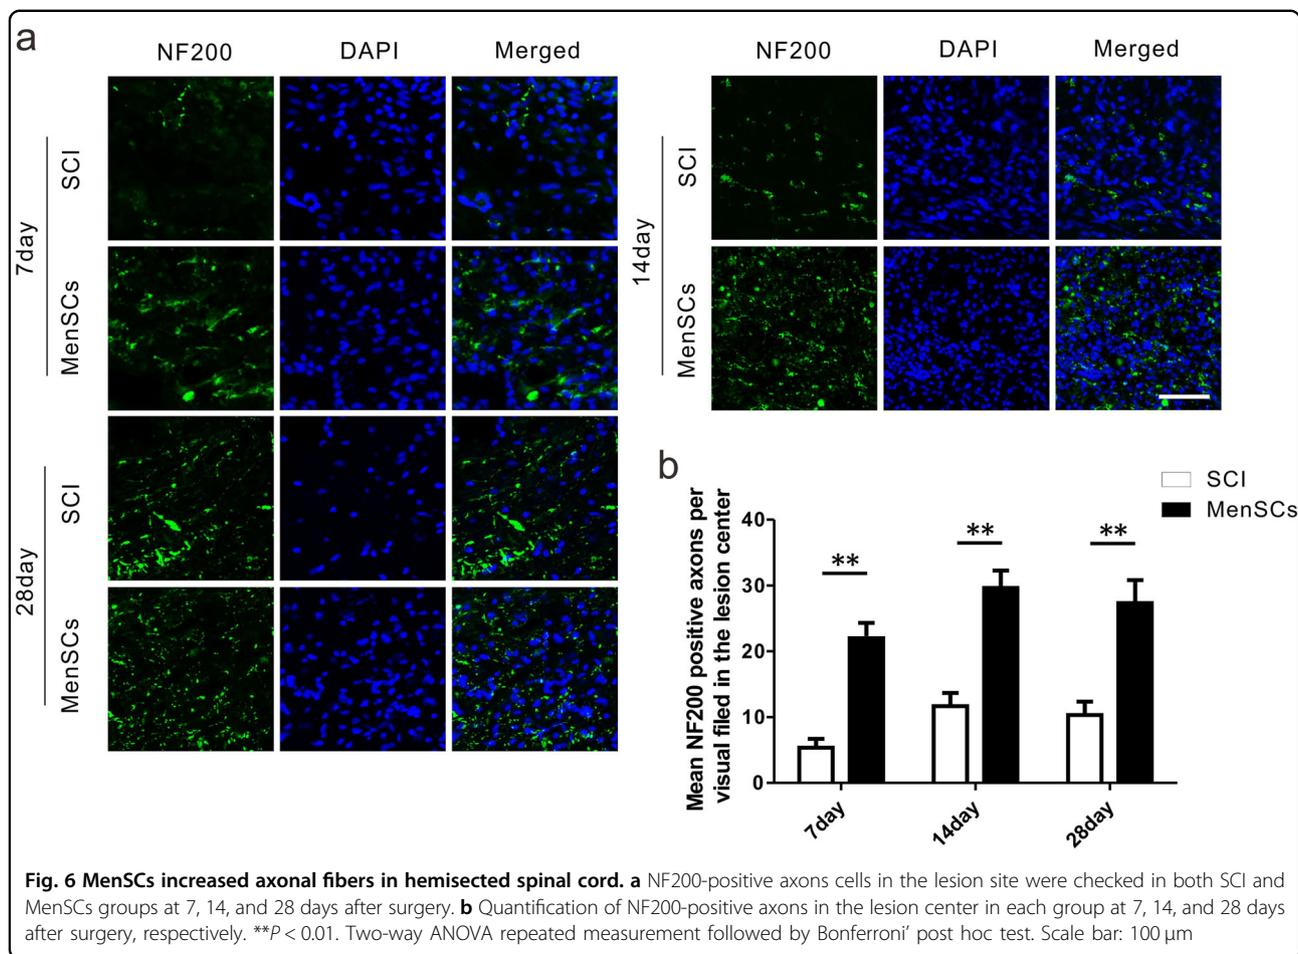 a
NF200 DAPI Merged
7day
SCI
MenSCs
28day
SCI
MenSCs
NF200 DAPI Merged
14day
SCI
MenSCs
b
SCI
MenSCs
Mean NF200 positive axons per
visual filed in the lesion center
40
30
20
10
0
** ** **
7day 14day 28day
Fig. 6 MenSCs increased axonal fibers in hemisected spinal cord. a NF200-positive axons cells in the lesion site were checked in both SCI and
MenSCs groups at 7, 14, and 28 days after surgery. b Quantification of NF200-positive axons in the lesion center in each group at 7, 14, and 28 days
after surgery, respectively. **P < 0.01. Two-way ANOVA repeated measurement followed by Bonferroni’ post hoc test. Scale bar: 100 µm